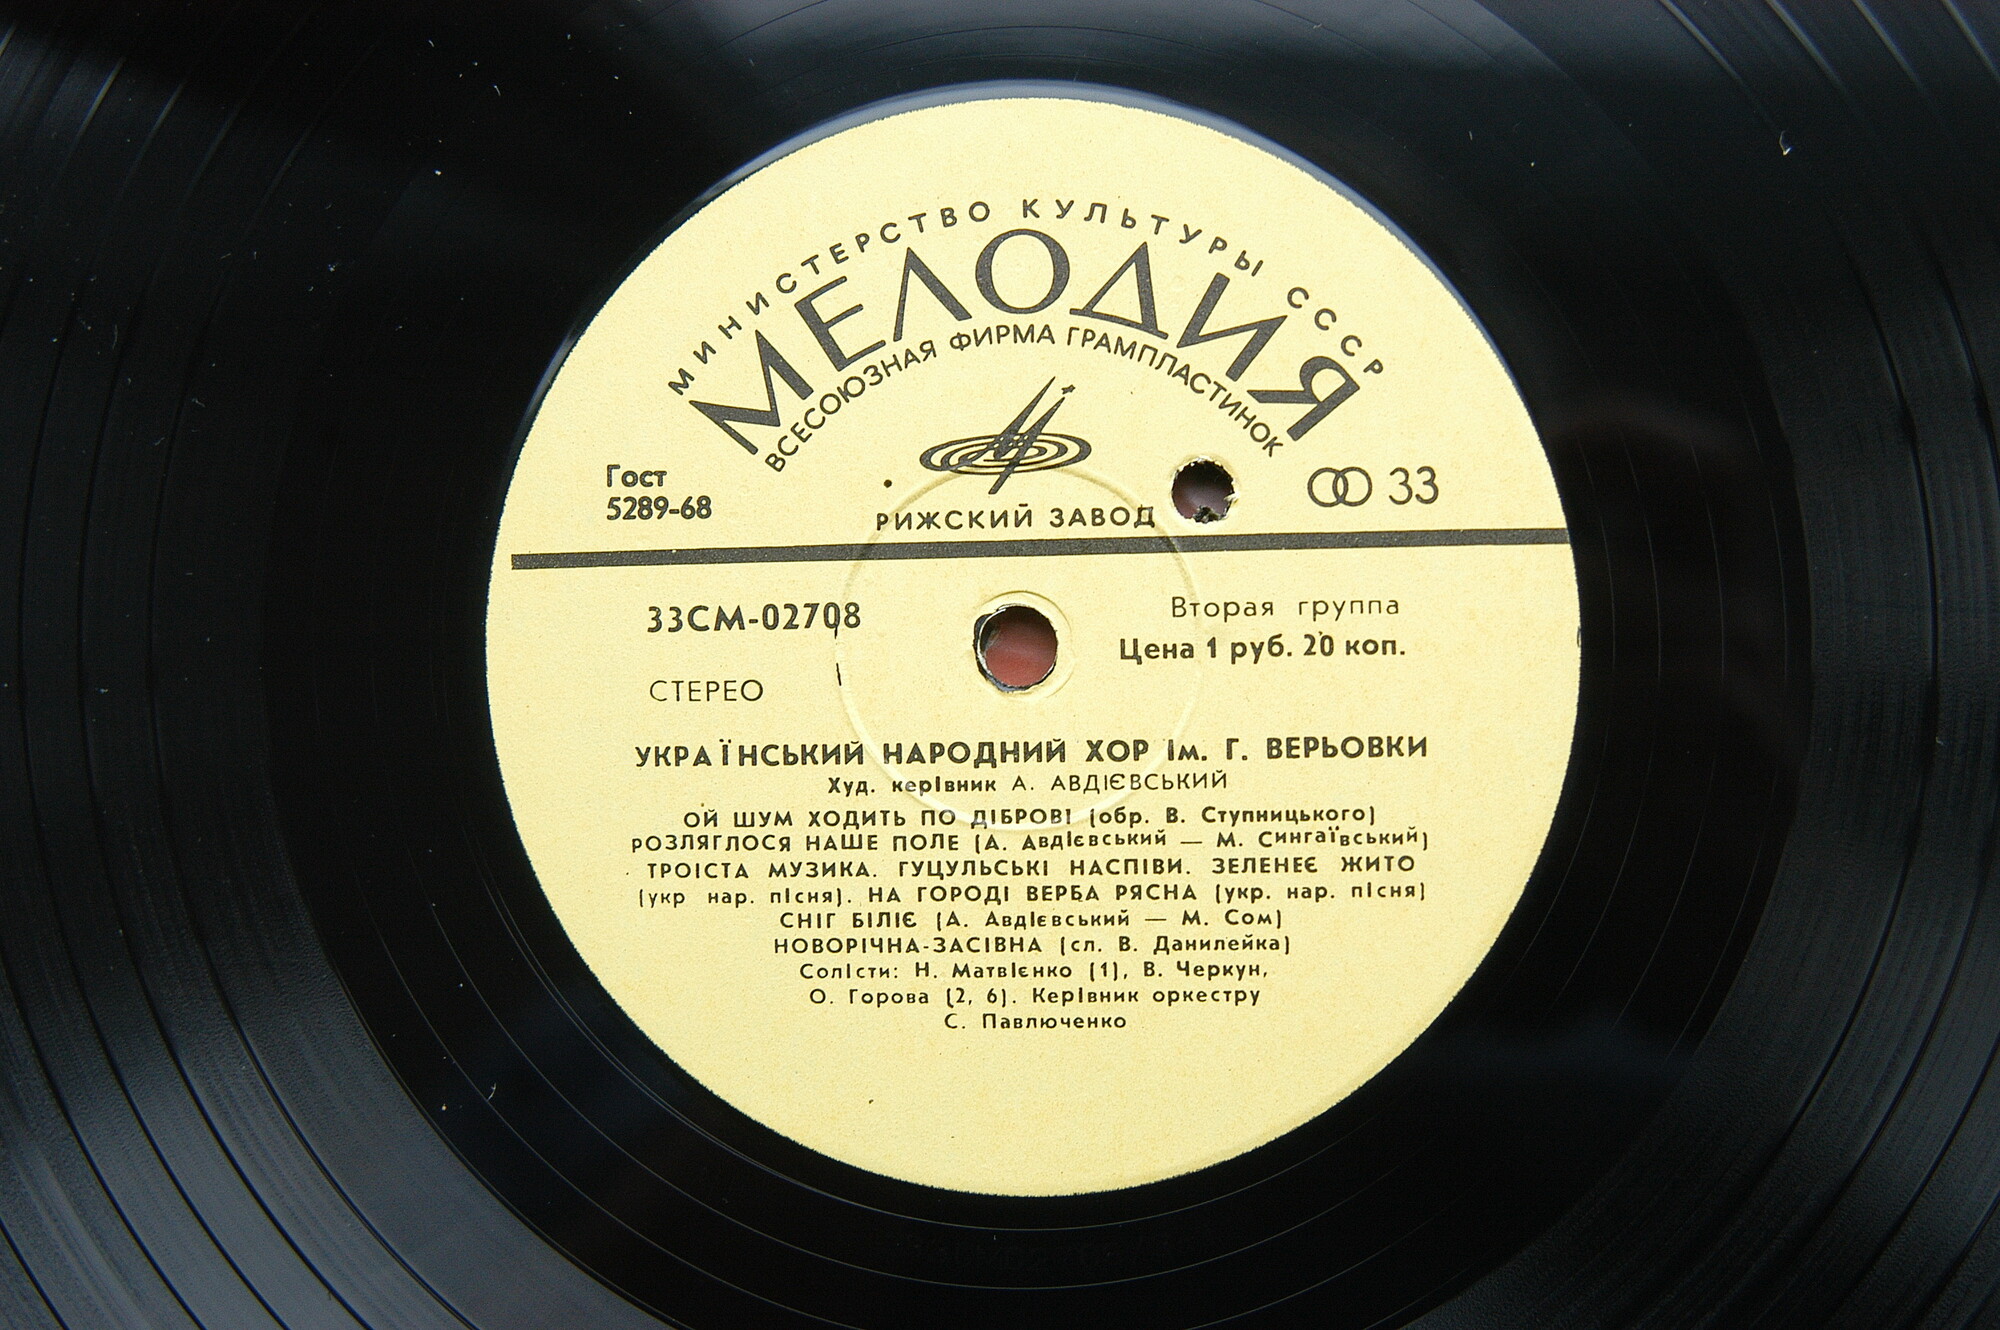 МИНИСТЕРСТВО КУЛЬТУРЫ СССР
МЕЛОДИЯ
ВСЕСОЮЗНАЯ ФИРМА ГРАМПЛАСТИНОК
Гост
5289-68
РИЖСКИЙ ЗАВОД
33
33СМ-02708
Вторая группа
Цена 1 руб. 20 коп.
СТЕРЕО
УКРАЇНСЬКИЙ НАРОДНИЙ ХОР Ім. Г. ВЕРЬОВКИ
Худ. керівник А. АВДІЄВСЬКИЙ
ОЙ ШУМ ХОДИТЬ ПО ДІБРОВІ (обр. В. Ступницького)
РОЗЛЯГЛОСЯ НАШЕ ПОЛЕ (А. Авдієвський — М. Сингаївський)
ТРОІСТА МУЗИКА. ГУЦУЛЬСЬКІ НАСПІВИ. ЗЕЛЕНЕЄ ЖИТО
(укр нар. пісня). НА ГОРОДІ ВЕРБА РЯСНА (укр. нар. пісня)
СНІГ БІЛІЄ (А. Авдієвський — М. Сом)
НОВОРІЧНА-ЗАСІВНА (сл. В. Данилейка)
Солісти: Н. Матвієнко (1), В. Черкун,
О. Горова (2, 6). Керівник оркестру
С. Павлюченко